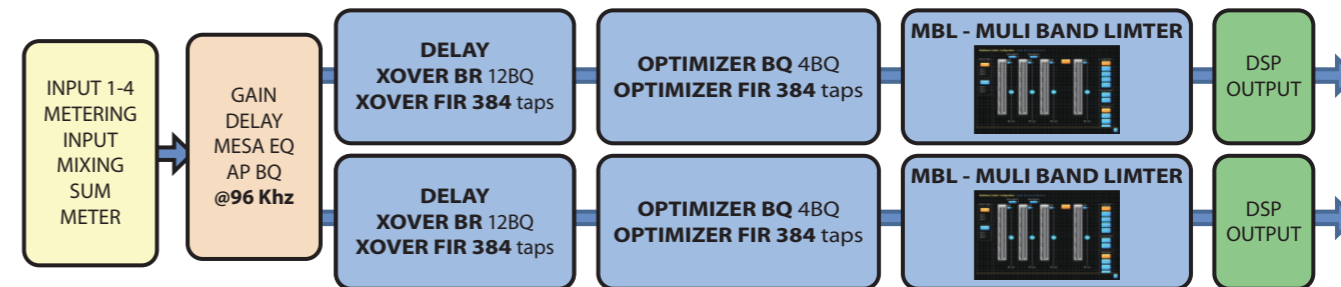 INPUT 1-4
METERING
INPUT
MIXING
SUM
METER
GAIN
DELAY
MESA EQ
AP BQ
@96 Khz
DELAY
XOVER BR 12BQ
XOVER FIR 384 taps
OPTIMIZER BQ 4BQ
OPTIMIZER FIR 384 taps
MBL - MULI BAND LIMTER
DSP
OUTPUT
DELAY
XOVER BR 12BQ
XOVER FIR 384 taps
OPTIMIZER BQ 4BQ
OPTIMIZER FIR 384 taps
MBL - MULI BAND LIMTER
DSP
OUTPUT